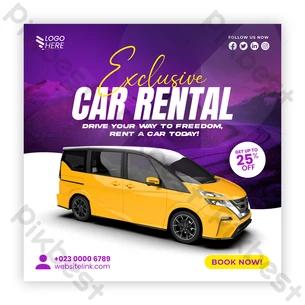 LOGO
HERE
FOLLOW US NOW
Exclusive
CAR RENTAL
DRIVE YOUR WAY TO FREEDOM,
RENT A CAR TODAY!
GET UP TO
25%
OFF
+023 0000 6789
websitelink.com
BOOK NOW!
pikbest